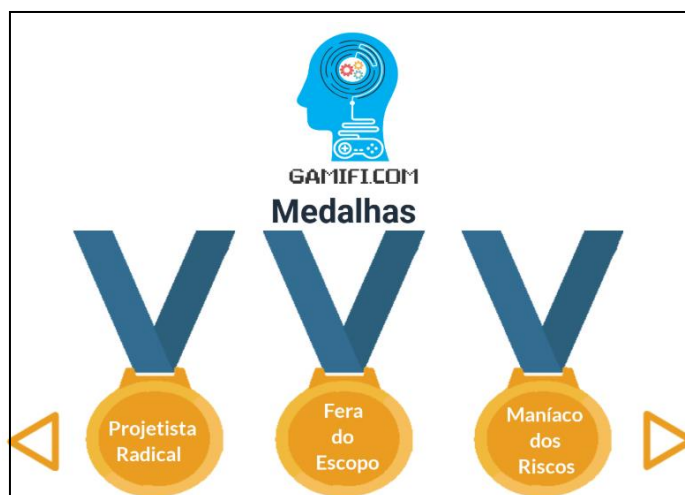 GAMIFI.COM
Medalhas
Projetista
Radical
Fera
do
Escopo
Maníaco
dos
Riscos